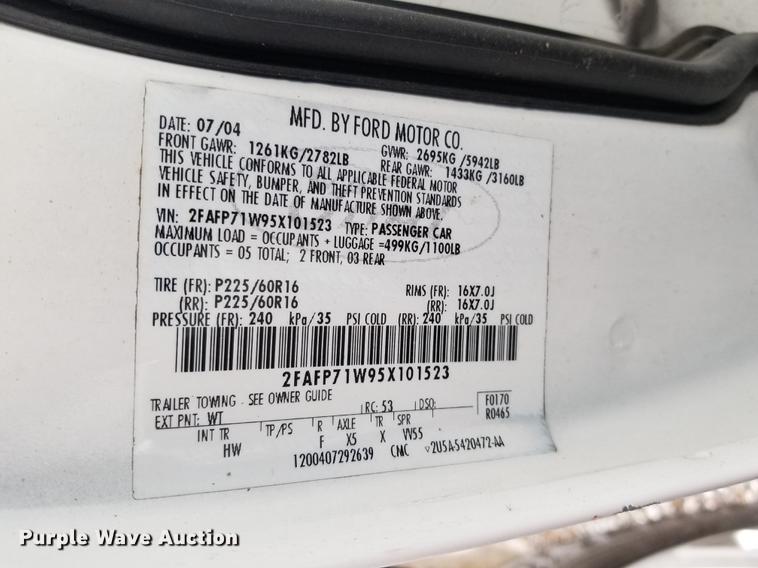 MFD. BY FORD MOTOR CO.
DATE: 07/04 GVWR: 2695KG /5942LB
FRONT GAWR: 1261KG/2782LB REAR GAWR: 1433KG /3160LB
THIS VEHICLE CONFORMS TO ALL APPLICABLE FEDERAL MOTOR
VEHICLE SAFETY, BUMPER, AND THEFT PREVENTION STANDARDS
IN EFFECT ON THE DATE OF MANUFACTURE SHOWN ABOVE.
VIN: 2FAFP71W95X101523 TYPE: PASSENGER CAR
MAXIMUM LOAD = OCCUPANTS + LUGGAGE =499KG/1100LB
OCCUPANTS = 05 TOTAL; 2 FRONT, 03 REAR
TIRE (FR): P225/60R16 RIMS (FR): 16X7.0J
(RR): P225/60R16 (RR): 16X7.0J
PRESSURE (FR): 240 kPa/35 PSI COLD (RR): 240 kPa/35 PSI COLD
2FAFP71W95X101523
TRAILER TOWING - SEE OWNER GUIDE
EXT PNT: WT RC: 53 DSO: F0170
R0465
INT TR TP/PS R AXLE TR SPR
HW F X5 X VV55
1200407292639 CMC ▽2U5A-5420472-AA
Purple Wave Auction